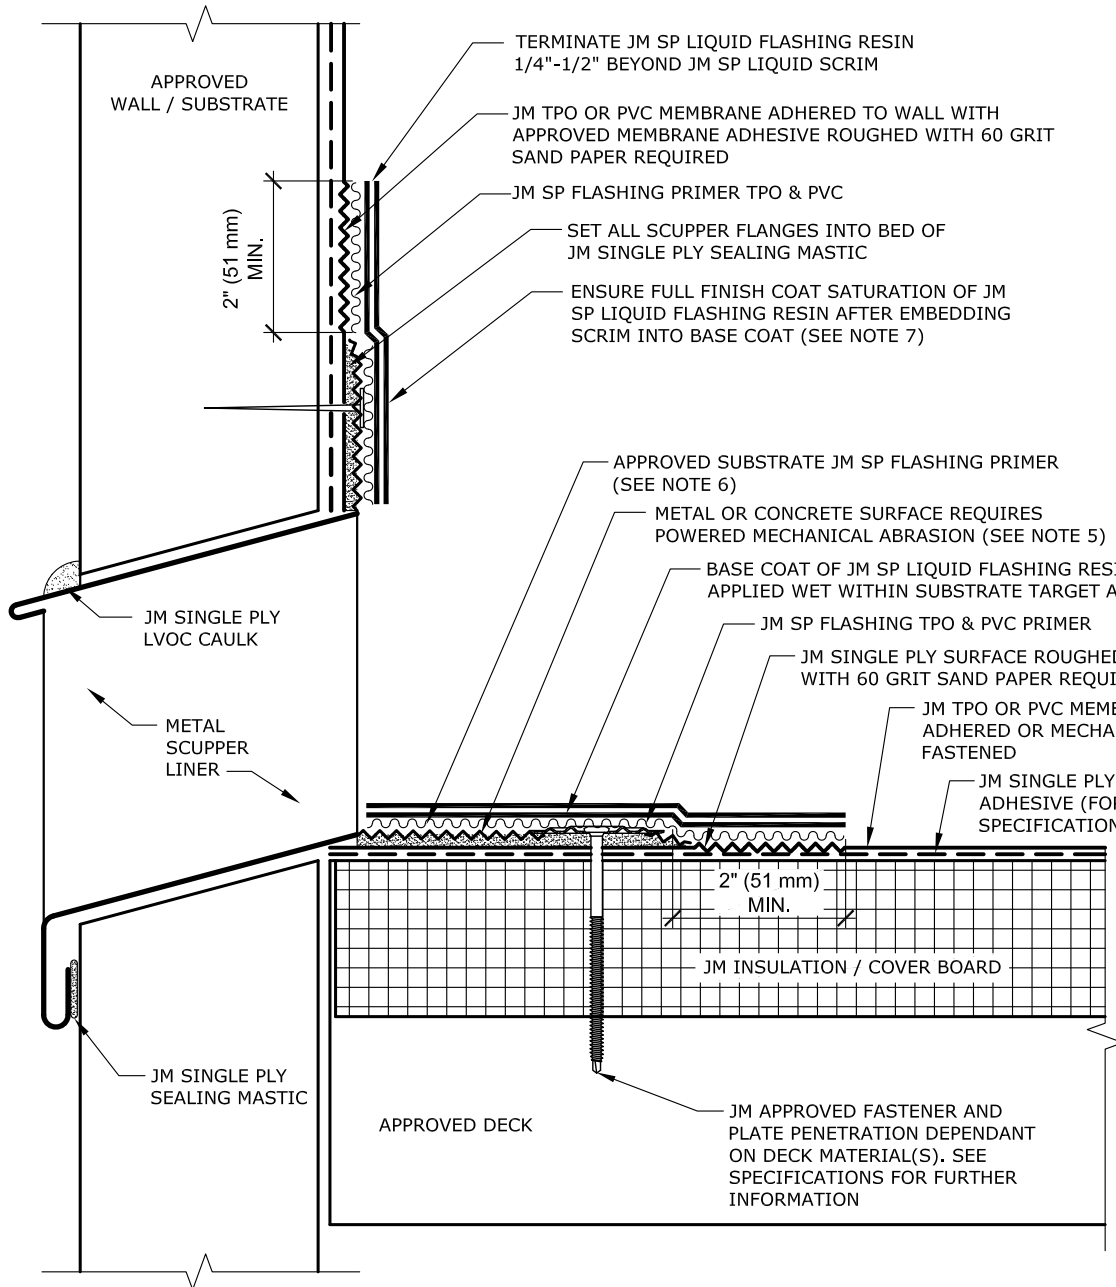 TERMINATE JM SP LIQUID FLASHING RESIN
1/4"-1/2" BEYOND JM SP LIQUID SCRIM
APPROVED
WALL / SUBSTRATE
JM TPO OR PVC MEMBRANE ADHERED TO WALL WITH
APPROVED MEMBRANE ADHESIVE ROUGHED WITH 60 GRIT
SAND PAPER REQUIRED
JM SP FLASHING PRIMER TPO & PVC
2" (51 mm)
MIN.
SET ALL SCUPPER FLANGES INTO BED OF
JM SINGLE PLY SEALING MASTIC
ENSURE FULL FINISH COAT SATURATION OF JM
SP LIQUID FLASHING RESIN AFTER EMBEDDING
SCRIM INTO BASE COAT (SEE NOTE 7)
APPROVED SUBSTRATE JM SP FLASHING PRIMER
(SEE NOTE 6)
METAL OR CONCRETE SURFACE REQUIRES
POWERED MECHANICAL ABRASION (SEE NOTE 5)
BASE COAT OF JM SP LIQUID FLASHING
APPLIED WET WITHIN SUBSTRATE TARGET
JM SINGLE PLY
LVOC CAULK
JM SP FLASHING TPO & PVC PRIMER
JM SINGLE PLY SURFACE
WITH 60 GRIT SAND PAPER
JM TPO OR PVC
ADHERED OR
FASTENED
METAL
SCUPPER
LINER
JM SINGLE PLY
ADHESIVE
2" (51 mm)
MIN.
JM INSULATION / COVER BOARD
JM SINGLE PLY
SEALING MASTIC
APPROVED DECK
JM APPROVED FASTENER AND
PLATE PENETRATION DEPENDANT
ON DECK MATERIAL(S). SEE
SPECIFICATIONS FOR FURTHER
INFORMATION